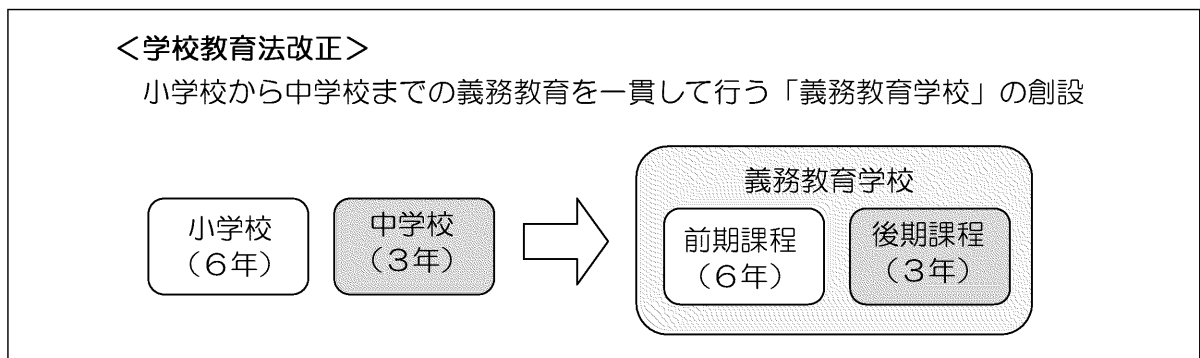 ＜学校教育法改正＞
小学校から中学校までの義務教育を一貫して行う「義務教育学校」の創設
義務教育学校
小学校
（６年）
中学校
（３年）
前期課程
（６年）
後期課程
（３年）